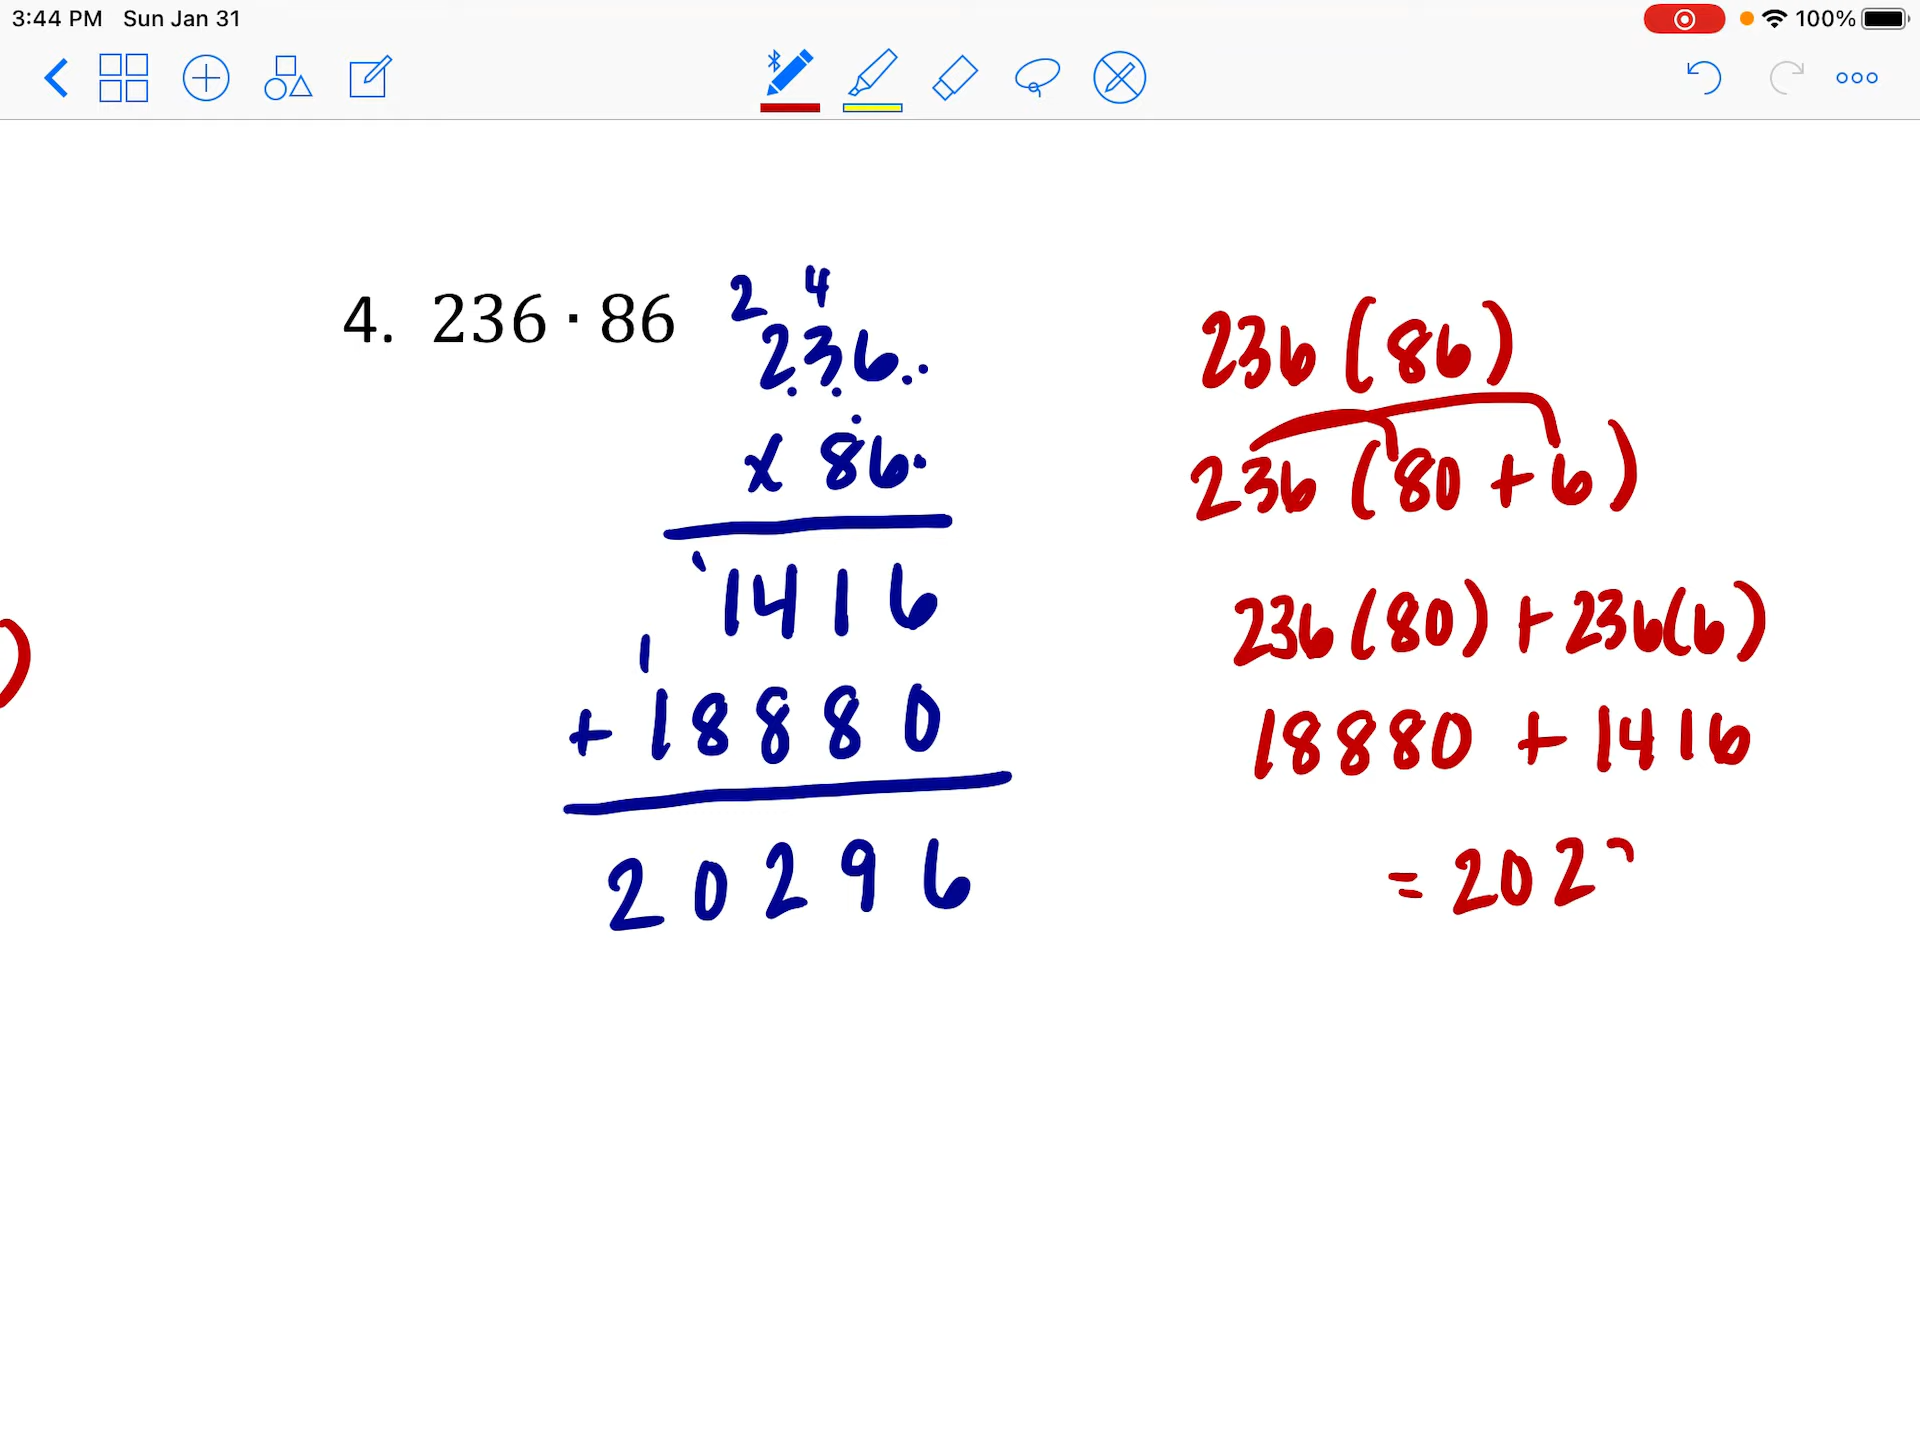 3:44 PM Sun Jan 31
100%
4. 236 · 86
2 4
236
x 86
1416
1
+ 18880
20296
236 (86)
236 (80 + 6)
236 (80) + 236(6)
18880 + 1416
= 202
)